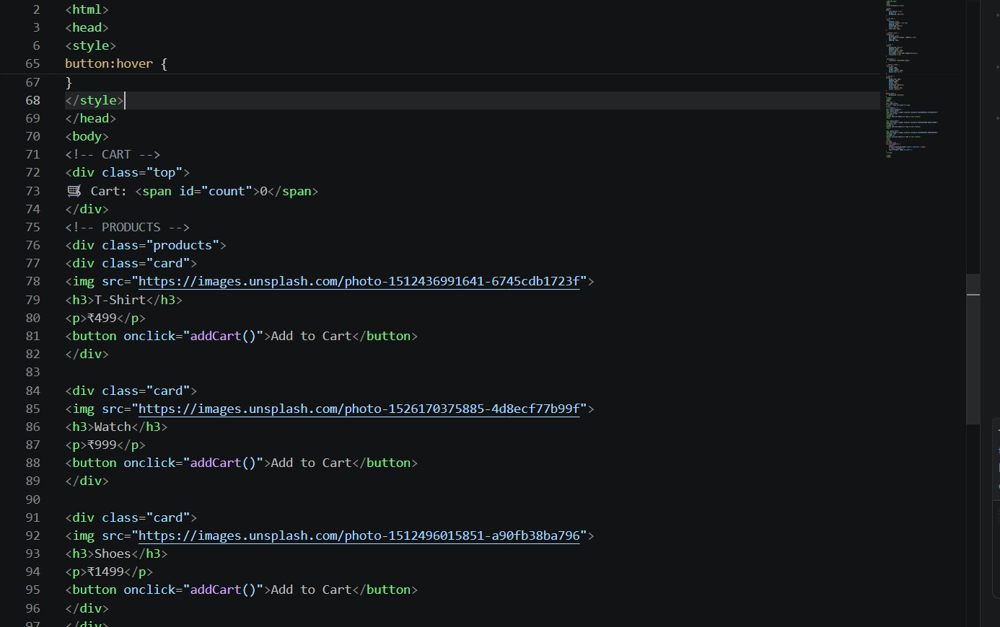 2 <html>
3 <head>
6 <style>
65 button:hover {
67 }
68 </style>
69 </head>
70 <body>
71 <!-- CART -->
72 <div class="top">
73 🛒 Cart: <span id="count">0</span>
74 </div>
75 <!-- PRODUCTS -->
76 <div class="products">
77 <div class="card">
78 <img src="https://images.unsplash.com/photo-1512436991641-6745cdb1723f">
79 <h3>T-Shirt</h3>
80 <p>₹499</p>
81 <button onclick="addCart()">Add to Cart</button>
82 </div>
83
84 <div class="card">
85 <img src="https://images.unsplash.com/photo-1526170375885-4d8ecf77b99f">
86 <h3>Watch</h3>
87 <p>₹999</p>
88 <button onclick="addCart()">Add to Cart</button>
89 </div>
90
91 <div class="card">
92 <img src="https://images.unsplash.com/photo-1512496015851-a90fb38ba796">
93 <h3>Shoes</h3>
94 <p>₹1499</p>
95 <button onclick="addCart()">Add to Cart</button>
96 </div>
97 </div>